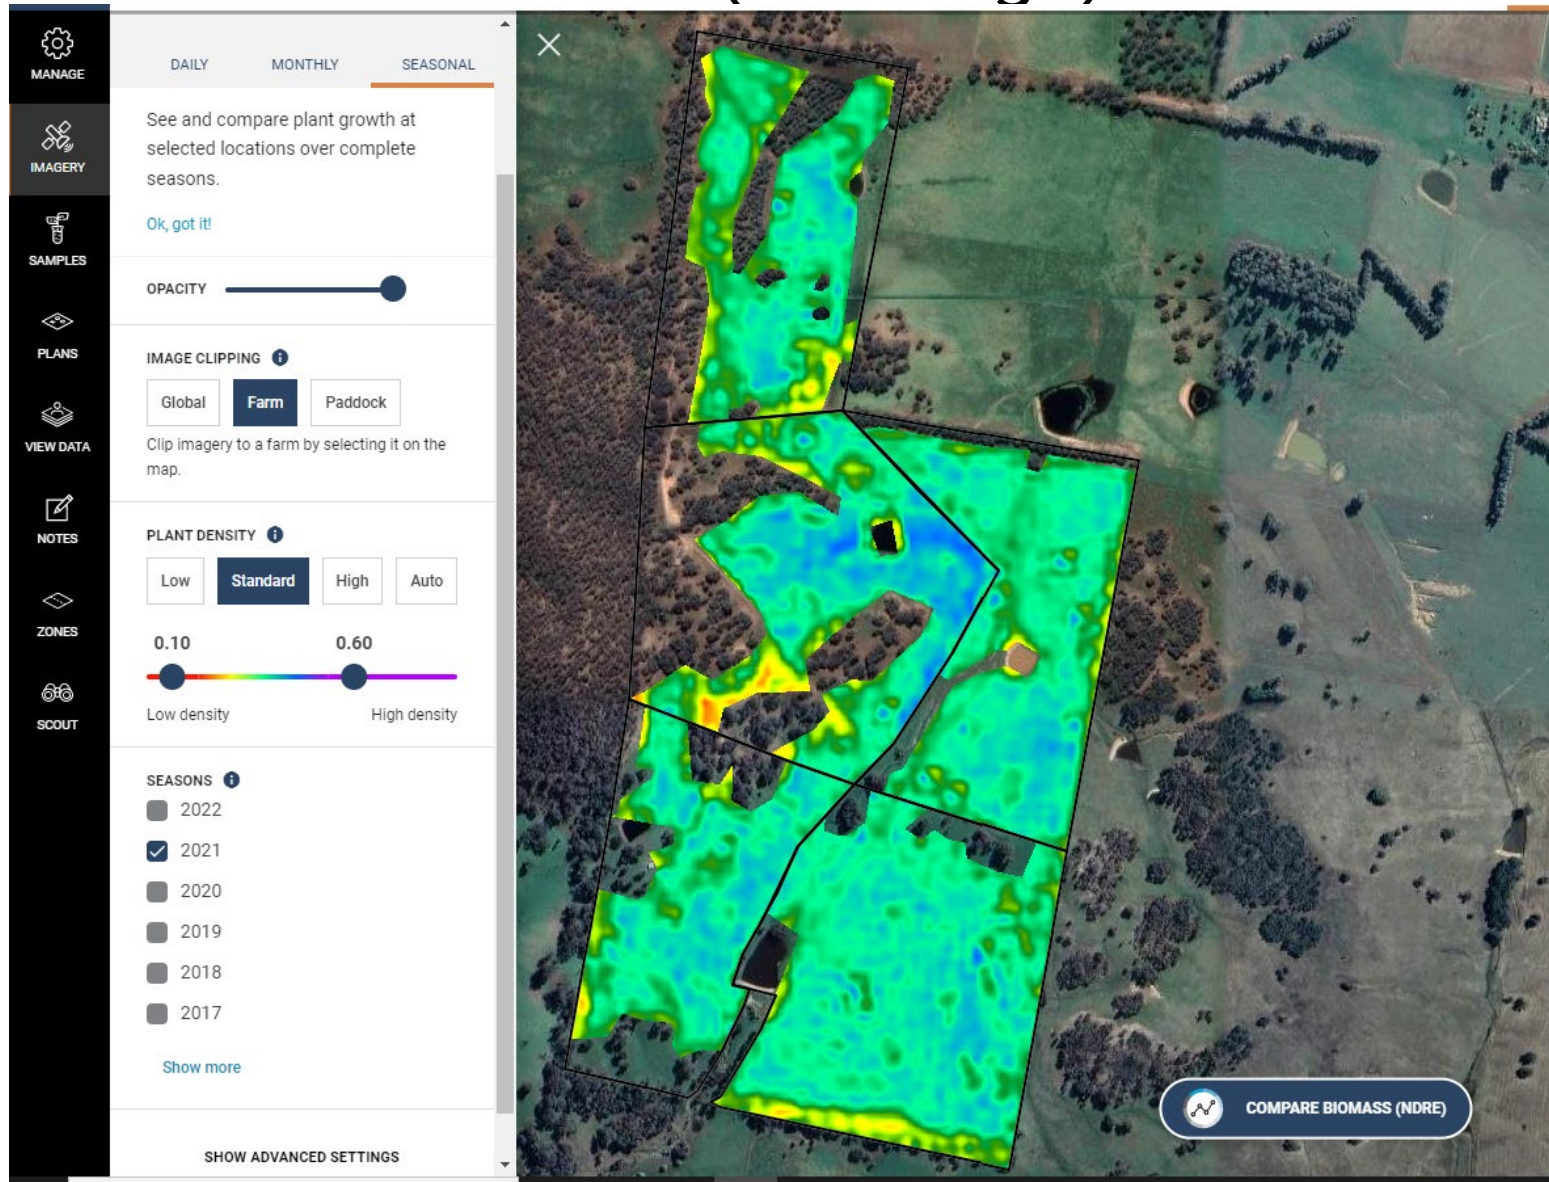 MANAGE
IMAGERY
SAMPLES
PLANS
VIEW DATA
NOTES
ZONES
SCOUT
DAILY MONTHLY SEASONAL
See and compare plant growth at
selected locations over complete
seasons.
Ok, got it!
OPACITY
IMAGE CLIPPING
Global Farm Paddock
Clip imagery to a farm by selecting it on the
map.
PLANT DENSITY
Low Standard High Auto
0.10 0.60
Low density High density
SEASONS
2022
2021
2020
2019
2018
2017
Show more
SHOW ADVANCED SETTINGS
COMPARE BIOMASS (NDRE)